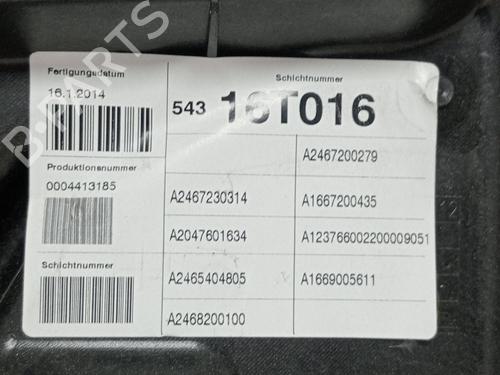 Fertigungsdatum
16.1.2014
Produktionsnummer
0004413185
Schichtnummer
Schichtnummer
543 16T016
A2467200279
A2467230314
A1667200435
A2047601634
A123766002200009051
A2465404805
A1669005611
A2468200100
B-PARTS